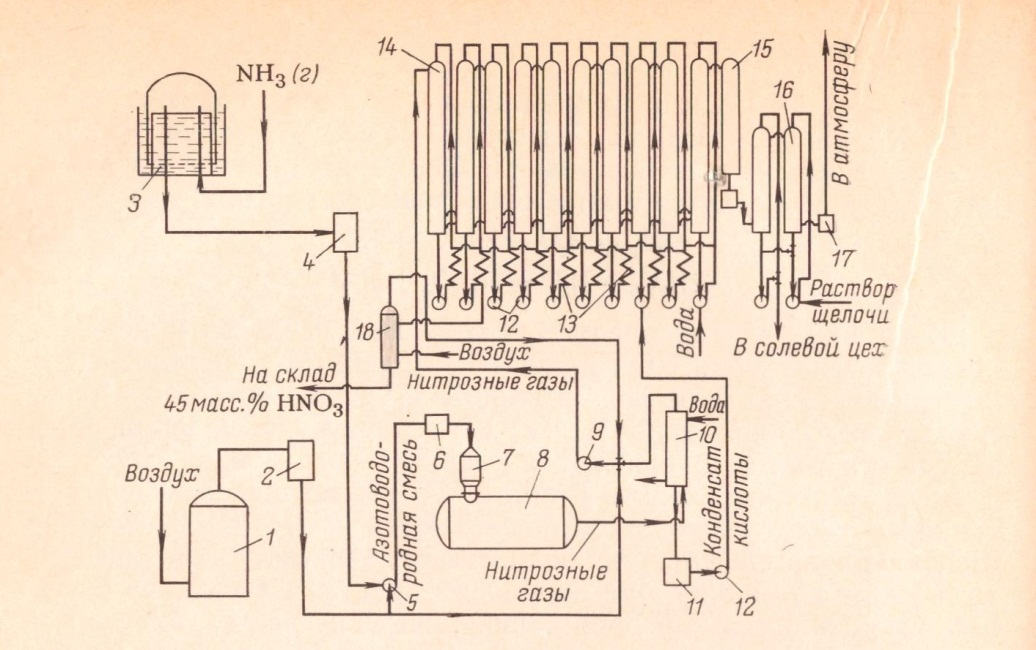 14
15
NH₃ (г)
16
В атмосферу
3
4
17
12
13
Раствор
щелочи
18
Вода
Воздух
В солевой цех
На склад
Нитрозные газы
45 масс.% HNO₃
Вода
6
9
10
2
7
8
Воздух
Азотоводо-
родная смесь
Конденсат
кислоты
1
Нитрозные
газы
5
11
12